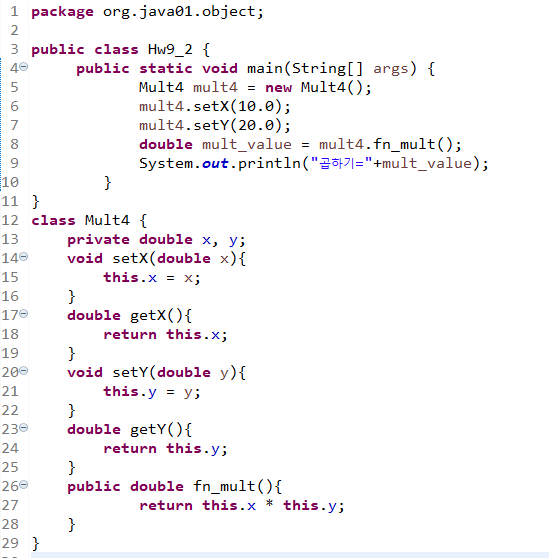 1 package org.java01.object;
2
3 public class Hw9_2 {
4 public static void main(String[] args) {
5 Mult4 mult4 = new Mult4();
6 mult4.setX(10.0);
7 mult4.setY(20.0);
8 double mult_value = mult4.fn_mult();
9 System.out.println("곱하기="+mult_value);
10 }
11 }
12 class Mult4 {
13 private double x, y;
14 void setX(double x){
15 this.x = x;
16 }
17 double getX(){
18 return this.x;
19 }
20 void setY(double y){
21 this.y = y;
22 }
23 double getY(){
24 return this.y;
25 }
26 public double fn_mult(){
27 return this.x * this.y;
28 }
29 }